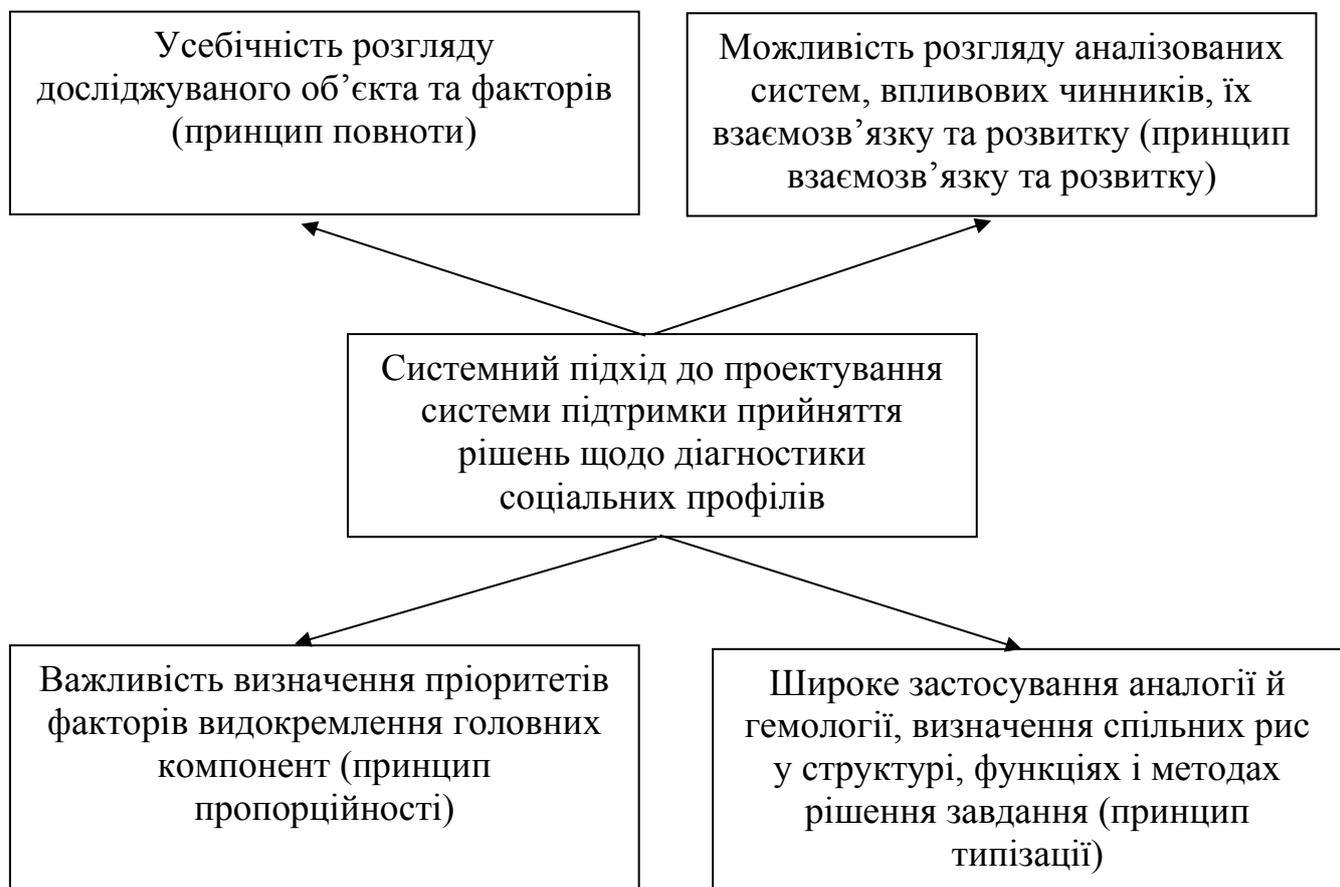 Усебічність розгляду
досліджуваного об’єкта та факторів
(принцип повноти)
Можливість розгляду аналізованих
систем, впливових чинників, їх
взаємозв’язку та розвитку (принцип
взаємозв’язку та розвитку)
Системний підхід до проектування
системи підтримки прийняття
рішень щодо діагностики
соціальних профілів
Важливість визначення пріоритетів
факторів видокремлення головних
компонент (принцип
пропорційності)
Широке застосування аналогії й
гемології, визначення спільних рис
у структурі, функціях і методах
рішення завдання (принцип
типізації)